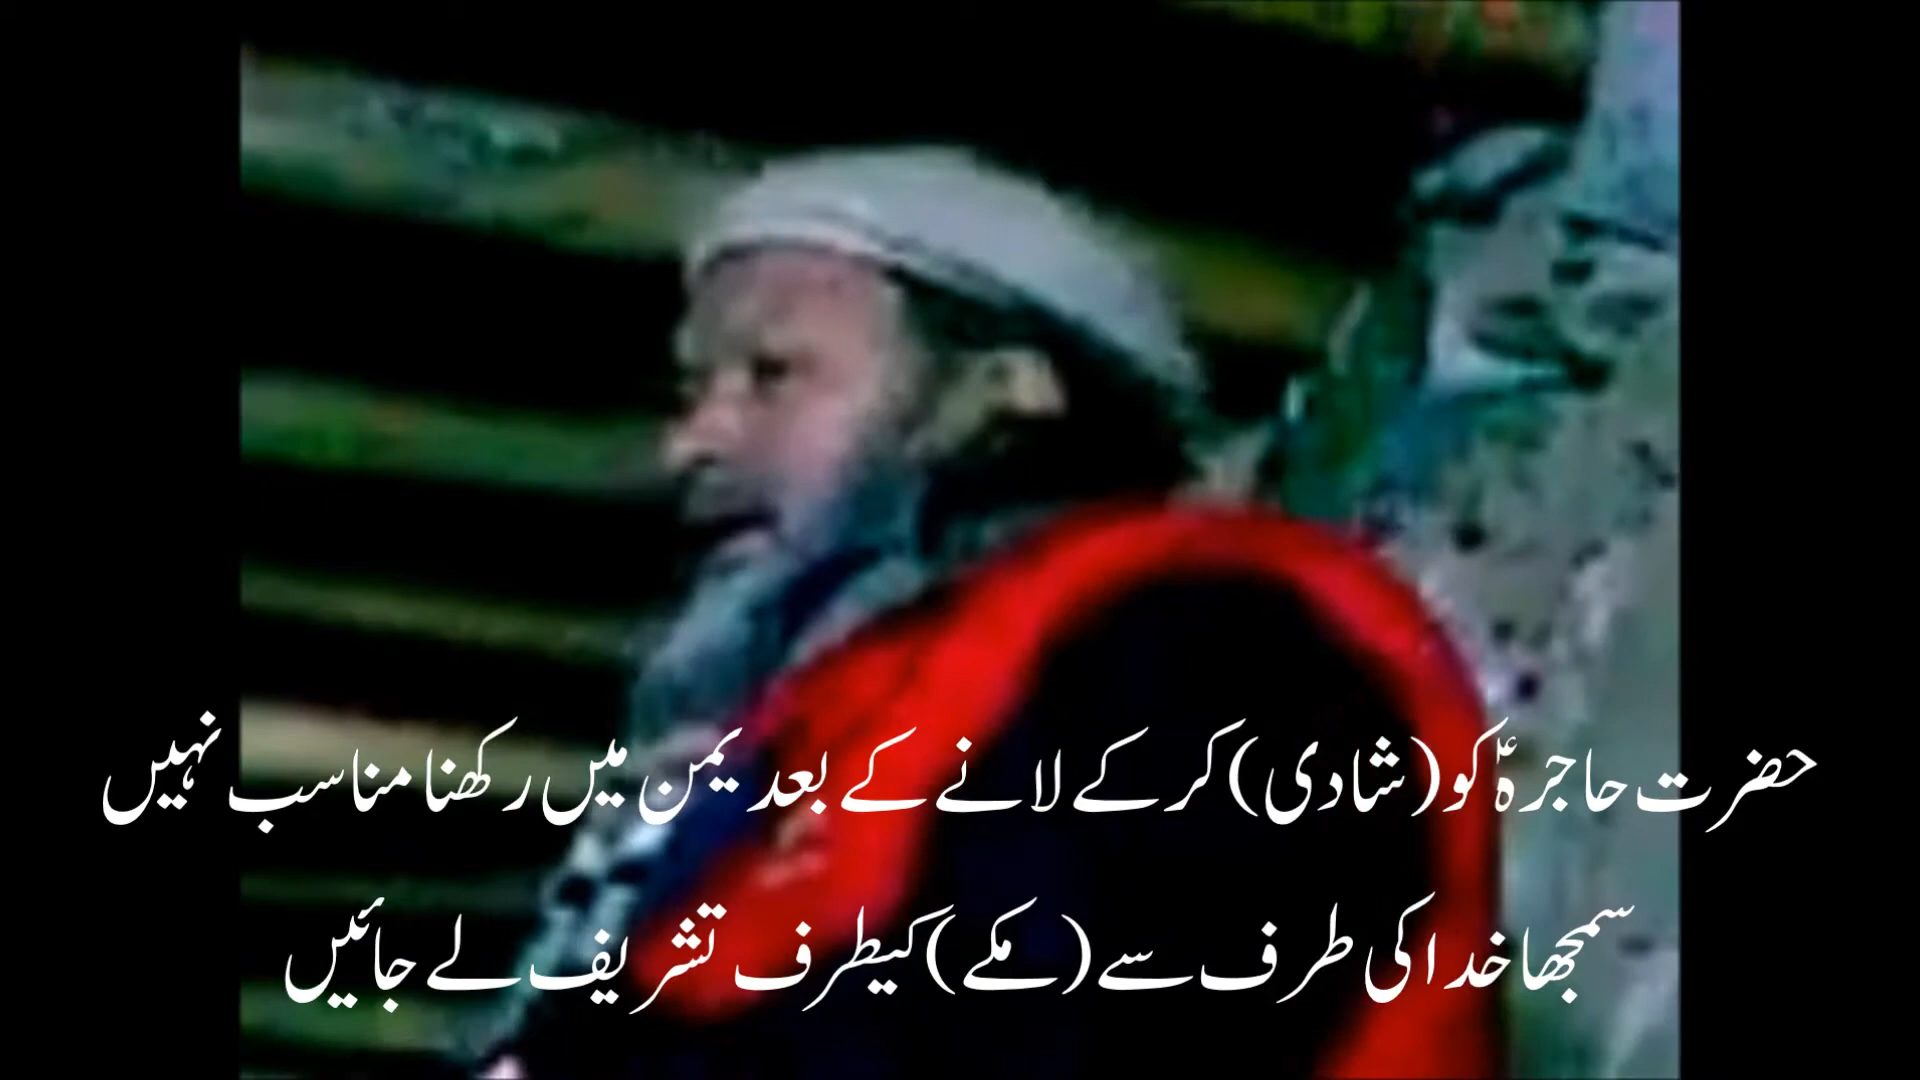 حضرت حاجرہؑ کو (شادی) کر کے لانے کے بعد یمن میں رکھنا مناسب نہیں
سمجھا خدا کی طرف سے (مکے) کیطرف تشریف لے جائیں